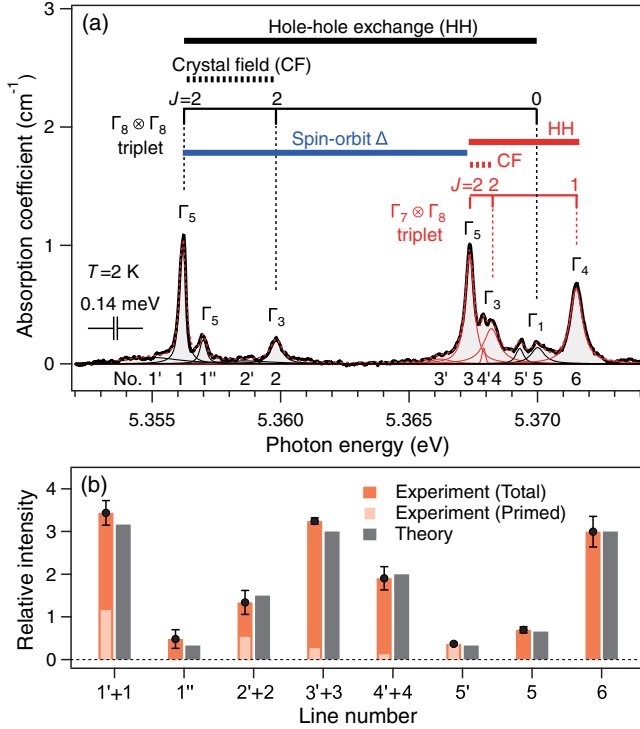 (a)
Hole-hole exchange (HH)
Crystal field (CF)
J=2 2 0
Γ8 ⊗ Γ8
triplet
Spin-orbit Δ
HH
CF
J=2 2 1
Γ7 ⊗ Γ8
triplet
Γ5
Γ5
Γ3
Γ5
Γ3
Γ1
Γ4
T=2 K
0.14 meV
No. 1' 1 1'' 2' 2 3' 3 4' 4 5' 5 6
3
2
1
0
Absorption coefficient (cm⁻¹)
5.355 5.360 5.365 5.370
Photon energy (eV)
(b)
Experiment (Total)
Experiment (Primed)
Theory
4
3
2
1
0
Relative intensity
1'+1 1'' 2'+2 3'+3 4'+4 5' 5 6
Line number